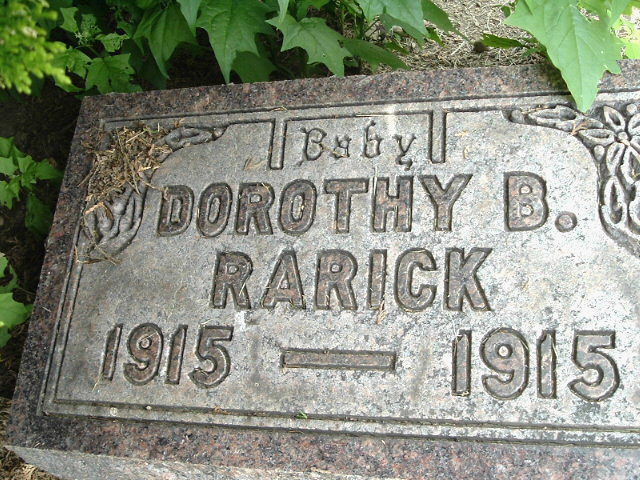 Baby
DOROTHY B.
RARICK
1915 — 1915